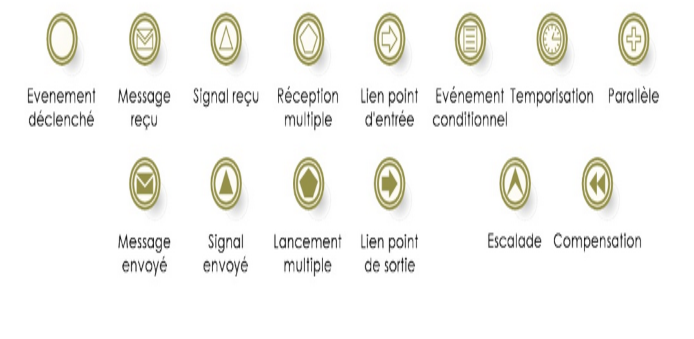 Evenement déclenché
Message reçu
Signal reçu
Réception multiple
Lien point d'entrée
Evénement conditionnel
Temporisation
Parallèle
Message envoyé
Signal envoyé
Lancement multiple
Lien point de sortie
Escalade
Compensation